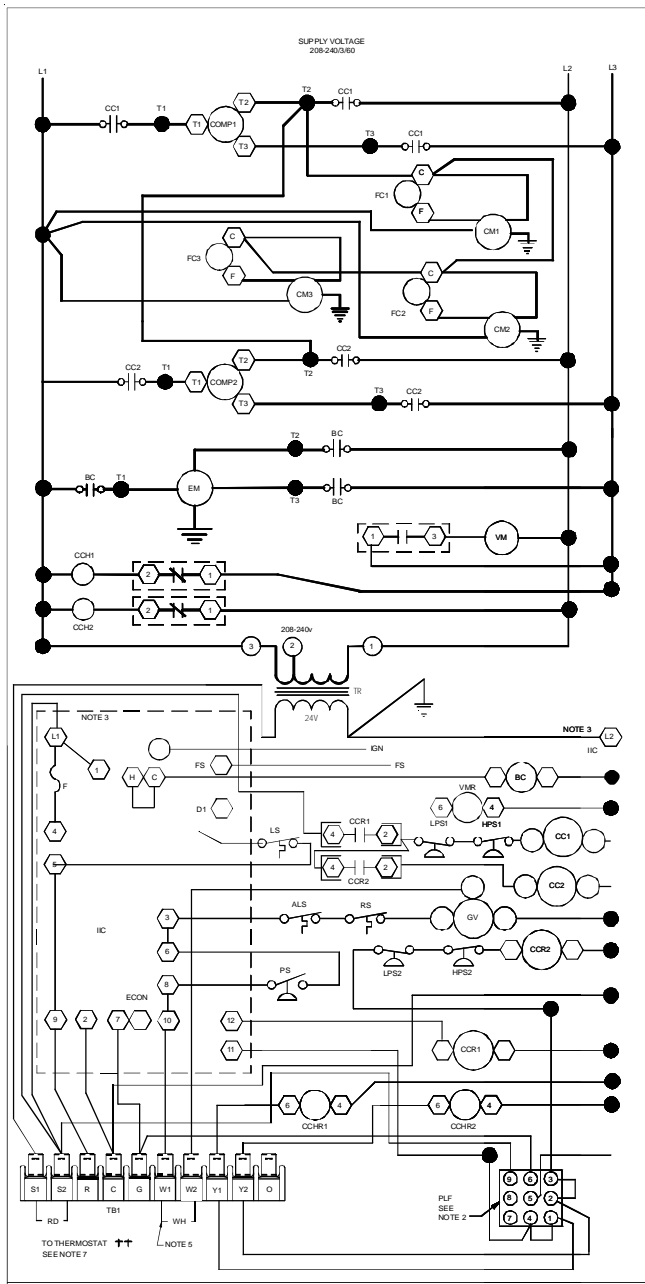 SUPPLY VOLTAGE
208-240/3/60
L1
L2
L3
CC1
T1
T1
COMP1
T2
T3
T2
CC1
T3
CC1
C
FC1
F
CM1
C
FC3
F
CM3
C
FC2
F
CM2
CC2
T1
T1
COMP2
T2
T3
T2
CC2
T3
CC2
BC
T1
EM
T2
BC
T3
BC
1
3
VM
CCH1
2
1
2
1
CCH2
3
208-240v
2
1
TR
24V
NOTE 3
NOTE 3
L2
IIC
L1
1
F
4
5
IGN
FS
FS
H
C
BC
VMR
6
4
D1
LS
4
CCR1
2
LPS1
HPS1
CC1
4
2
CCR2
CC2
3
ALS
RS
GV
IIC
6
LPS2
HPS2
CCR2
8
PS
9
2
7
ECON
10
12
11
CCR1
6
4
CCHR1
6
4
CCHR2
S1
S2
R
C
G
W1
W2
Y1
Y2
O
TB1
RD
WH
NOTE 5
TO THERMOSTAT
SEE NOTE 7
PLF
SEE
NOTE 2
9
6
3
8
5
2
7
4
1